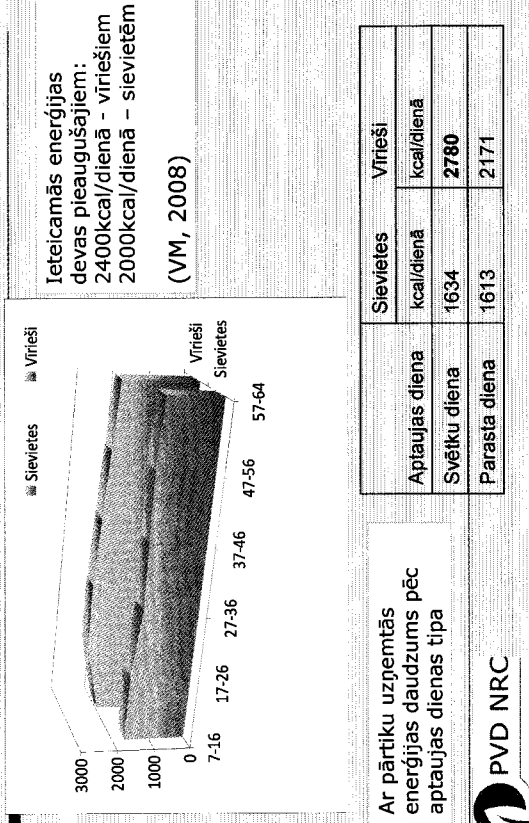 Sievietes Vīrieši
3000
2000
1000
0
7-16
17-26
27-36
37-46
47-56
57-64
Vīrieši
Sievietes
Ieteicamās enerģijas
devas pieaugušajiem:
2400kcal/dienā - vīriešiem
2000kcal/dienā – sievietēm
(VM, 2008)
Ar pārtiku uzņemtās
enerģijas daudzums pēc
aptaujas dienas tipa
Sievietes Vīrieši
Aptaujas diena kcal/dienā kcal/dienā
Svētku diena 1634 2780
Parasta diena 1613 2171
PVD NRC